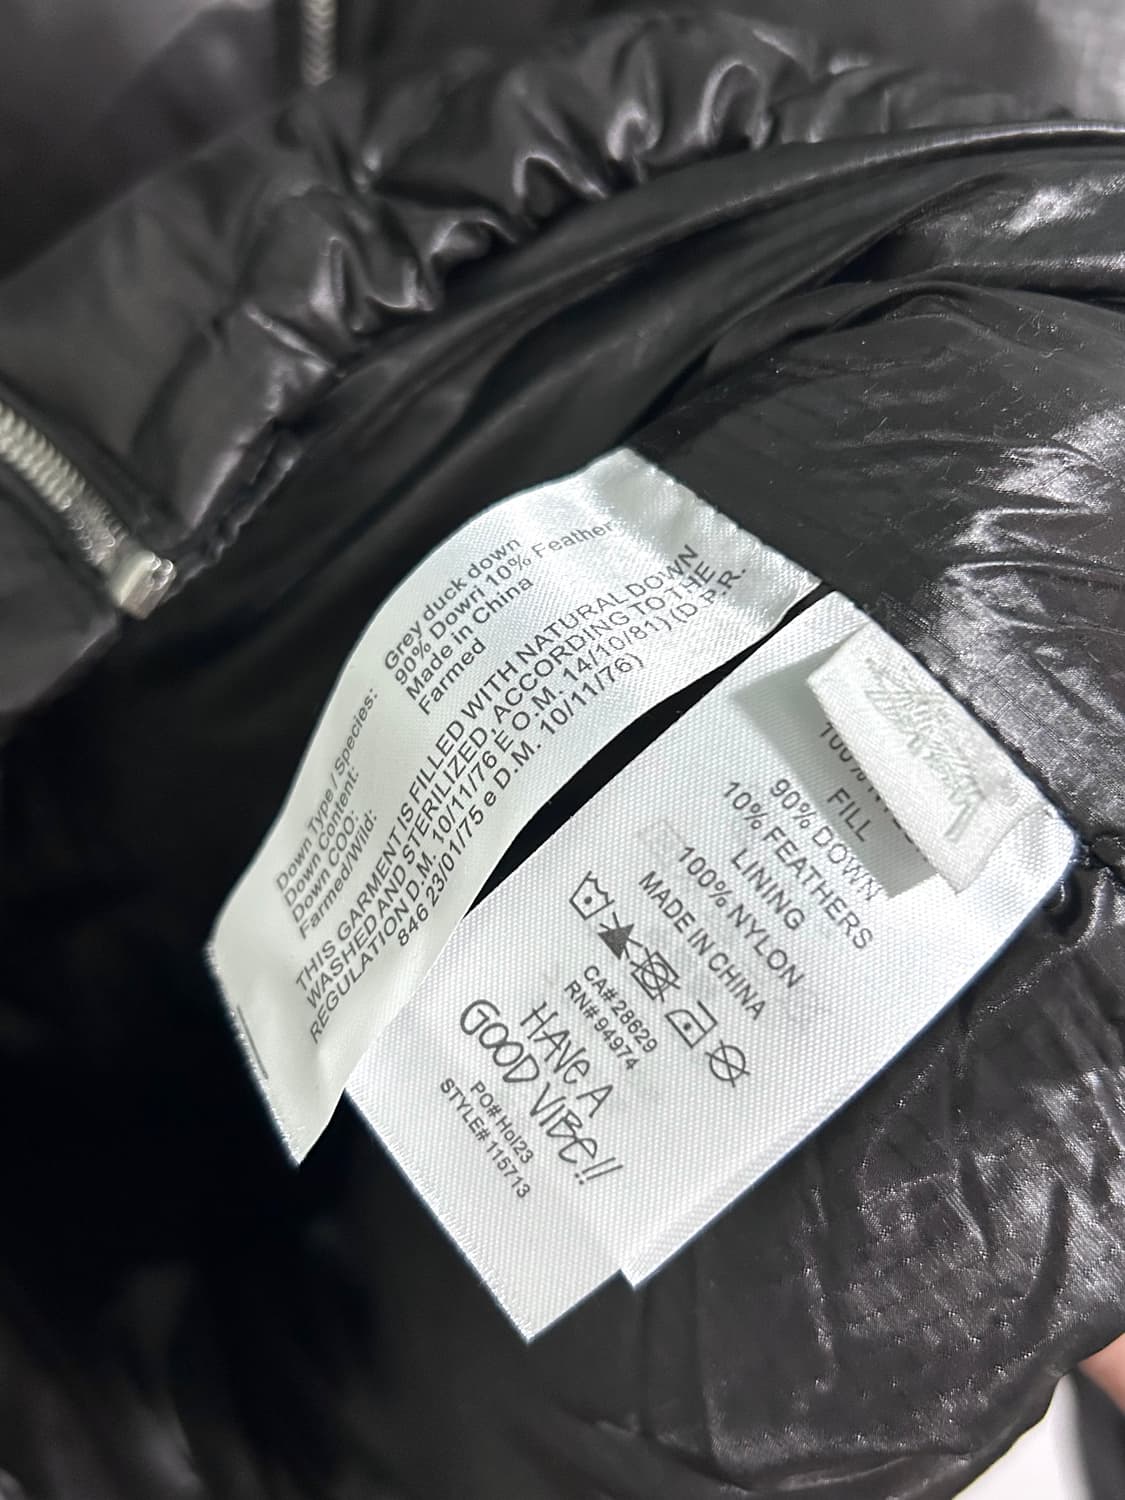 Down Type / Species: Grey duck down
Down Content: 90% Down 10% Feather
Down COO: Made in China
Farmed/Wild: Farmed
THIS GARMENT IS FILLED WITH NATURAL DOWN
WASHED AND STERILIZED, ACCORDING TO THE
REGULATION D.M. 10/11/76 E O.M. 14/10/81) (D.P.R.
846 23/01/75 e D.M. 10/11/76)
100%
FILL
90% DOWN
10% FEATHERS
LINING
100% NYLON
MADE IN CHINA
CA# 28629
RN# 94974
HAVE A
GOOD VIBE!!
PO# Hol23
STYLE# 115713